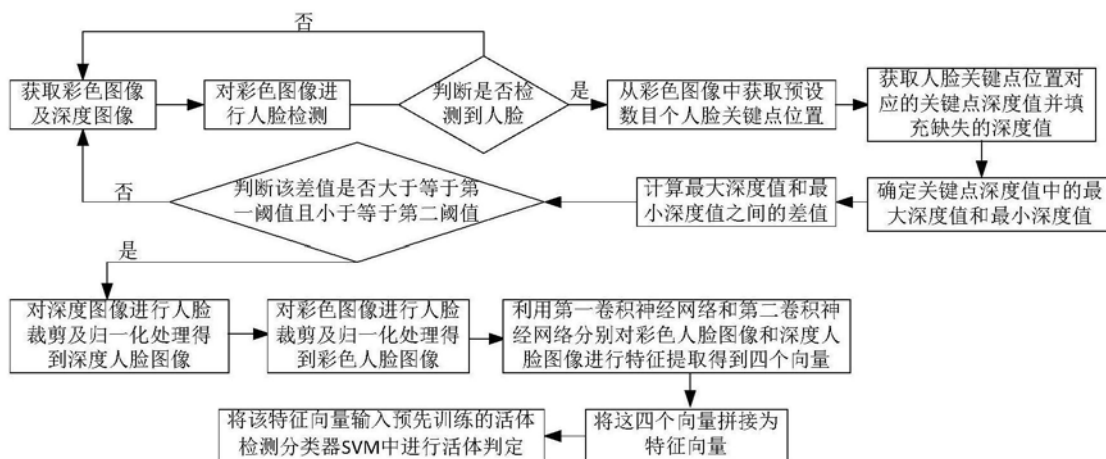 否
获取彩色图像
及深度图像
对彩色图像进
行人脸检测
判断是否检
测到人脸
是
从彩色图像中获取预设
数目个人脸关键点位置
获取人脸关键点位置对
应的关键点深度值并填
充缺失的深度值
确定关键点深度值中的最
大深度值和最小深度值
计算最大深度值和最
小深度值之间的差值
判断该差值是否大于等于第
一阈值且小于等于第二阈值
否
是
对深度图像进行人脸
裁剪及归一化处理得
到深度人脸图像
对彩色图像进行人脸
裁剪及归一化处理得
到彩色人脸图像
利用第一卷积神经网络和第二卷积神
经网络分别对彩色人脸图像和深度人
脸图像进行特征提取得到四个向量
将这四个向量拼接为
特征向量
将该特征向量输入预先训练的活体
检测分类器SVM中进行活体判定